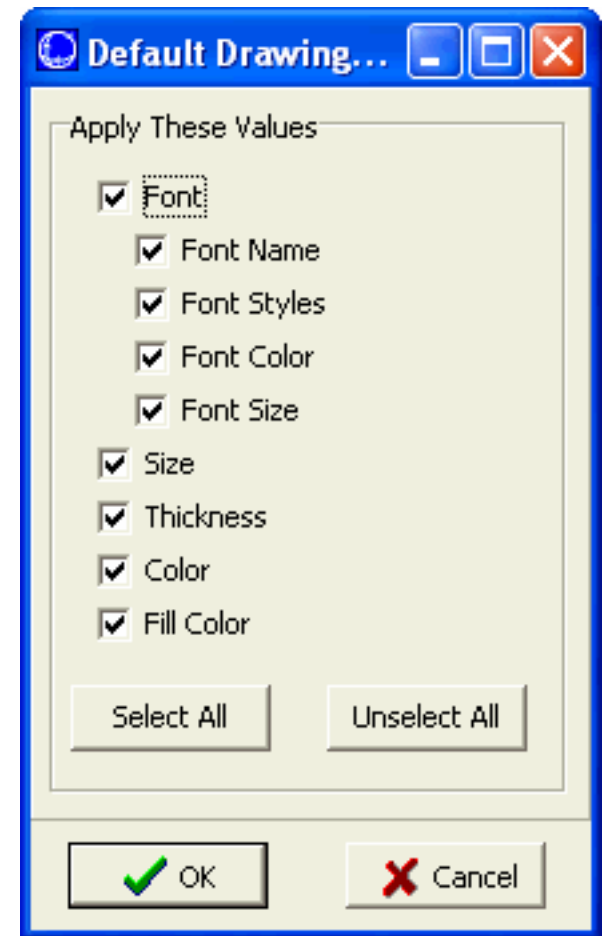 Default Drawing...
Apply These Values
Font
Font Name
Font Styles
Font Color
Font Size
Size
Thickness
Color
Fill Color
Select All Unselect All
OK Cancel